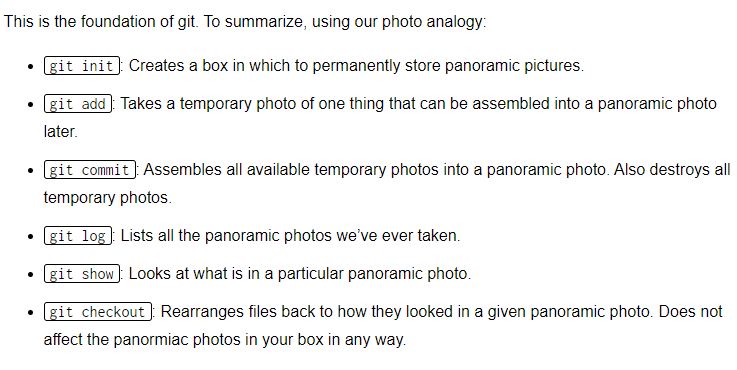 This is the foundation of git. To summarize, using our photo analogy:
• git init: Creates a box in which to permanently store panoramic pictures.
• git add: Takes a temporary photo of one thing that can be assembled into a panoramic photo
later.
• git commit: Assembles all available temporary photos into a panoramic photo. Also destroys all
temporary photos.
• git log: Lists all the panoramic photos we’ve ever taken.
• git show: Looks at what is in a particular panoramic photo.
• git checkout: Rearranges files back to how they looked in a given panoramic photo. Does not
affect the panormiac photos in your box in any way.